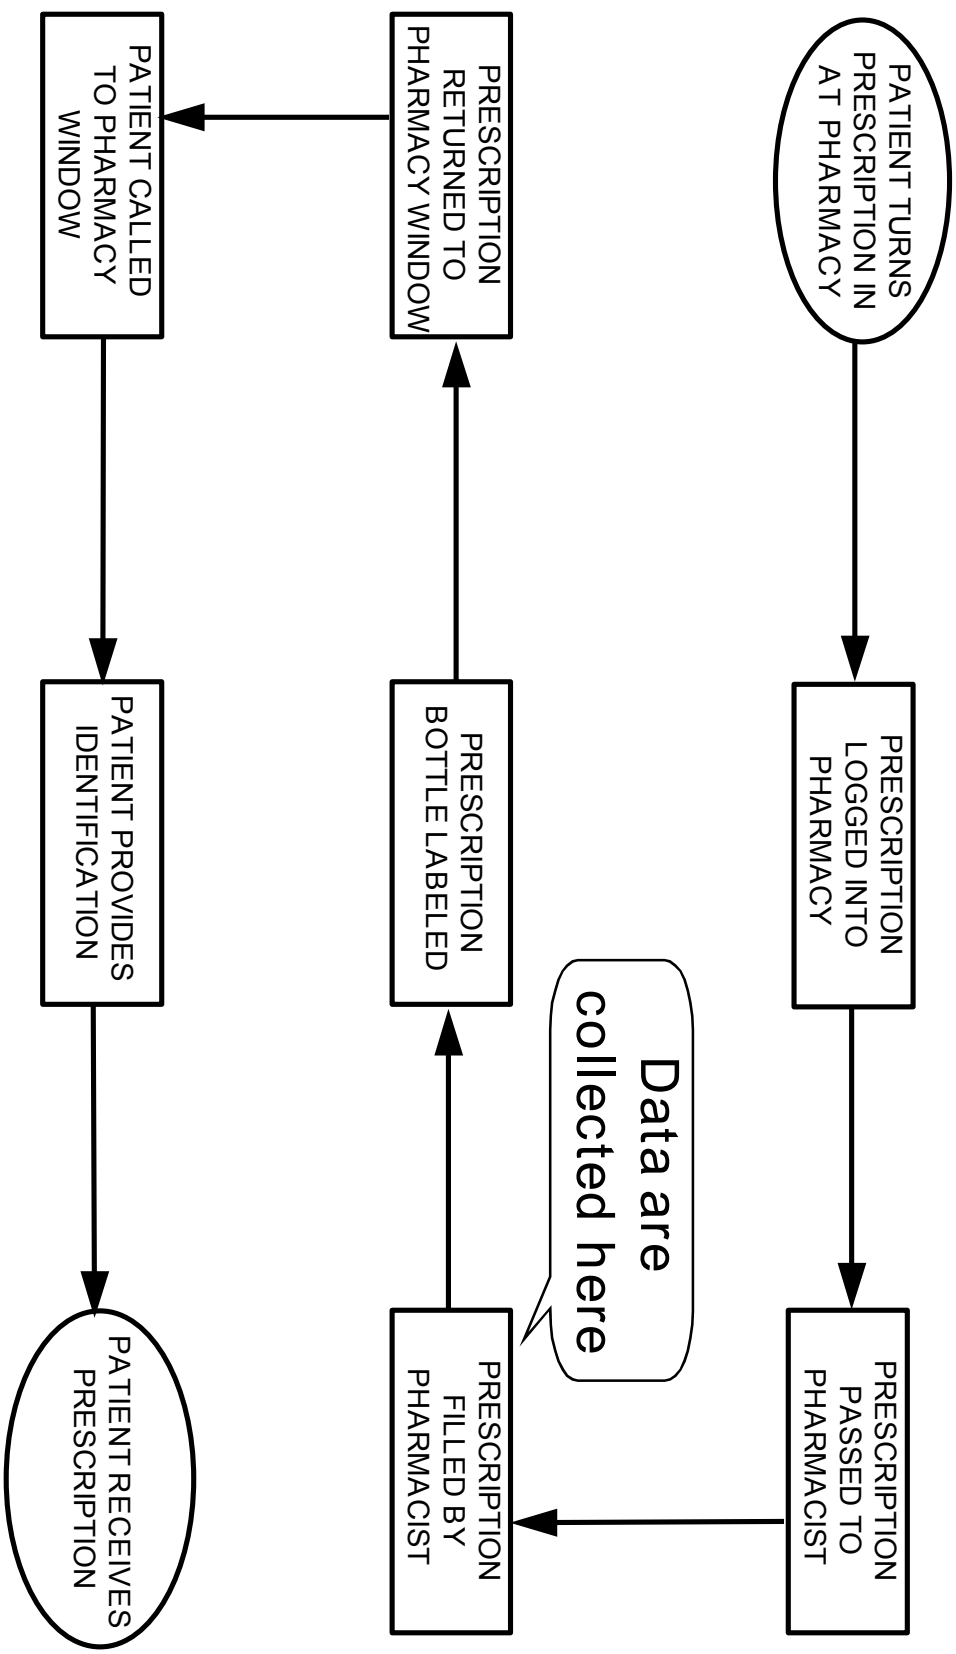 PATIENT TURNS
PRESCRIPTION IN
AT PHARMACY
PRESCRIPTION
LOGGED INTO
PHARMACY
PRESCRIPTION
PASSED TO
PHARMACIST
Data are
collected here
PRESCRIPTION
FILLED BY
PHARMACIST
PRESCRIPTION
BOTTLE LABELED
PRESCRIPTION
RETURNED TO
PHARMACY WINDOW
PATIENT CALLED
TO PHARMACY
WINDOW
PATIENT PROVIDES
IDENTIFICATION
PATIENT RECEIVES
PRESCRIPTION